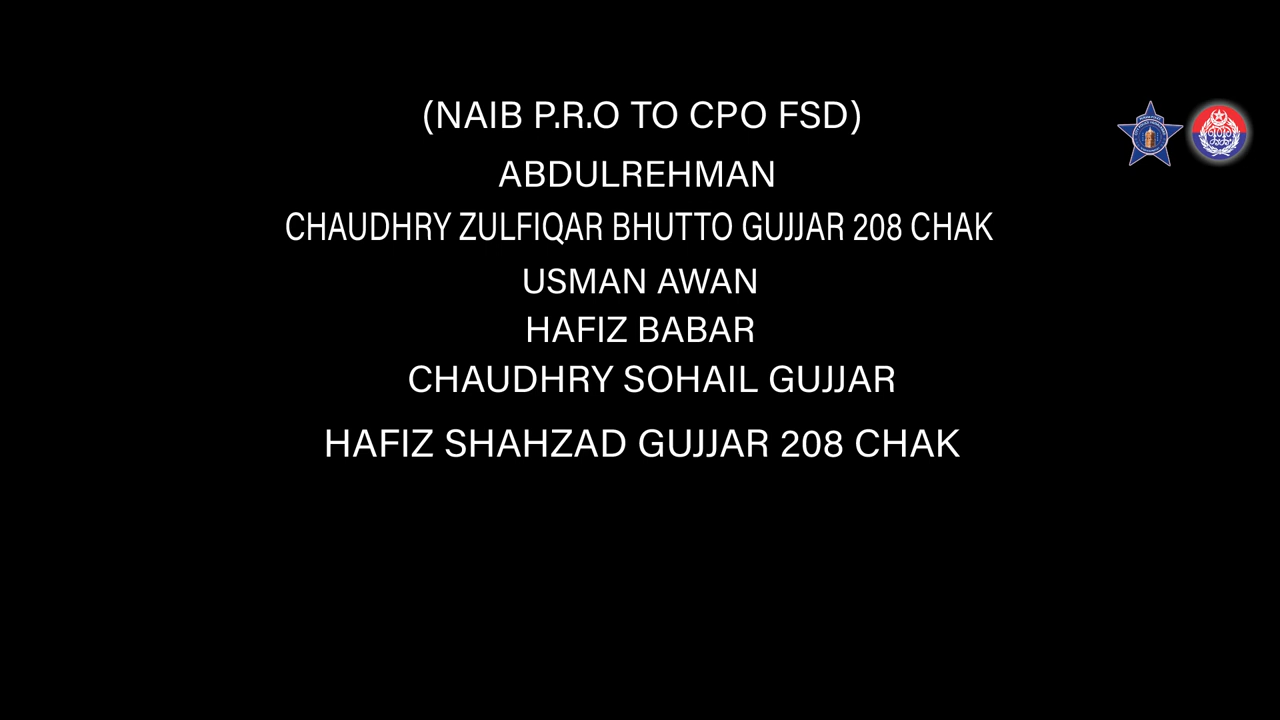 (NAIB P.R.O TO CPO FSD)
ABDULREHMAN
CHAUDHRY ZULFIQAR BHUTTO GUJJAR 208 CHAK
USMAN AWAN
HAFIZ BABAR
CHAUDHRY SOHAIL GUJJAR
HAFIZ SHAHZAD GUJJAR 208 CHAK